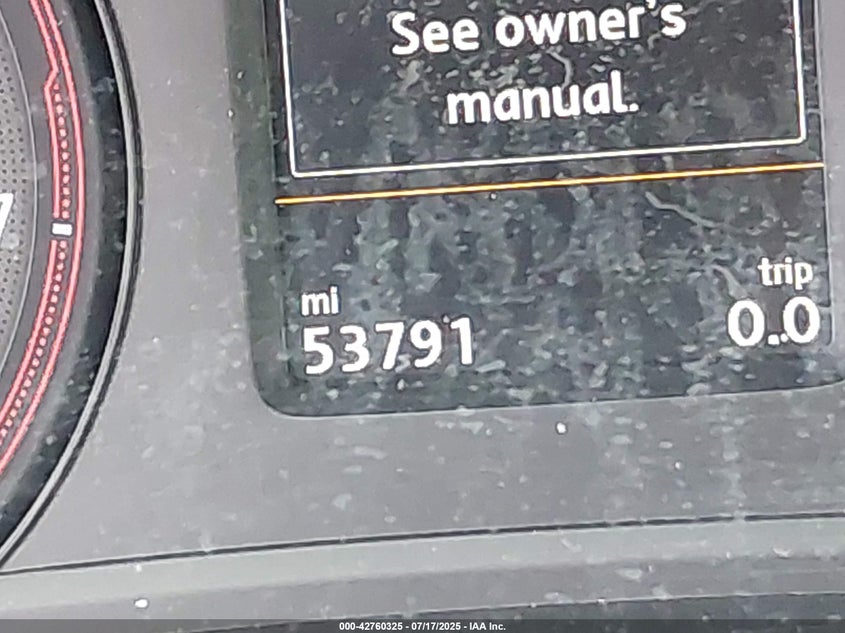 See owner's
manual.
trip
mi
0.0
53791
000-42760325 - 07/17/2025 - IAA Inc.